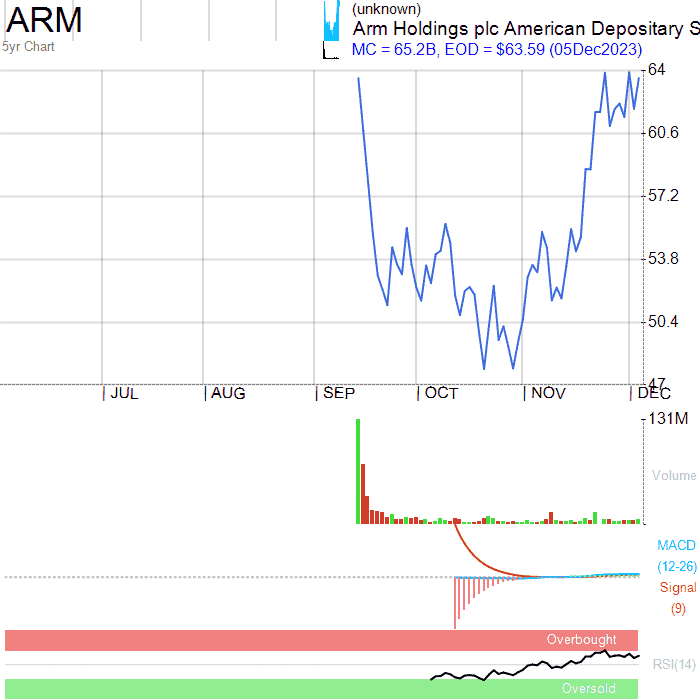 ARM
(unknown)
Arm Holdings plc American Depositary S
5yr Chart
MC = 65.2B, EOD = $63.59 (05Dec2023)
64
60.6
57.2
53.8
50.4
47
JUL AUG SEP OCT NOV DEC
131M
Volume
MACD
(12-26)
Signal
(9)
Overbought
RSI(14)
Oversold